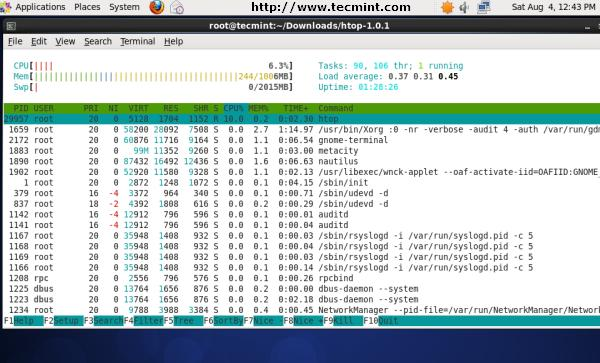 Applications Places System http://www.tecmint.com Sat Aug 4, 12:43 PM
root@tecmint:~/Downloads/htop-1.0.1
File Edit View Search Terminal Help
CPU[|||| 6.3%] Tasks: 90, 106 thr; 1 running
Mem[||||||||||||||||||||||||||||||||||||||||||244/1006MB] Load average: 0.37 0.31 0.45
Swp[| 0/2015MB] Uptime: 01:28:26
PID USER PRI NI VIRT RES SHR S CPU% MEM% TIME+ Command
29957 root 20 0 5128 1704 1152 R 10.0 0.2 0:02.30 htop
1659 root 20 0 58200 28092 7508 S 0.0 2.7 1:14.97 /usr/bin/Xorg :0 -nr -verbose -audit 4 -auth /var/run/gdm
2172 root 20 0 60876 11716 9164 S 0.0 1.1 0:06.54 gnome-terminal
1883 root 20 0 99M 11352 9260 S 0.0 1.1 0:03.00 metacity
1890 root 20 0 87432 16492 12436 S 0.0 1.6 0:06.63 nautilus
1902 root 20 0 52920 11580 9328 S 0.0 1.1 0:02.13 /usr/libexec/wnck-applet --oaf-activate-iid=OAFIID:GNOME_
1 root 20 0 2872 1248 1072 S 0.0 0.1 0:04.15 /sbin/init
379 root 16 -4 3372 964 340 S 0.0 0.1 0:00.71 /sbin/udevd -d
837 root 18 -2 4392 1808 616 S 0.0 0.2 0:00.29 /sbin/udevd -d
1142 root 16 -4 12912 796 596 S 0.0 0.1 0:00.01 auditd
1141 root 16 -4 12912 796 596 S 0.0 0.1 0:00.04 auditd
1167 root 20 0 35948 1408 932 S 0.0 0.1 0:00.03 /sbin/rsyslogd -i /var/run/syslogd.pid -c 5
1168 root 20 0 35948 1408 932 S 0.0 0.1 0:00.04 /sbin/rsyslogd -i /var/run/syslogd.pid -c 5
1169 root 20 0 35948 1408 932 S 0.0 0.1 0:00.03 /sbin/rsyslogd -i /var/run/syslogd.pid -c 5
1166 root 20 0 35948 1408 932 S 0.0 0.1 0:00.14 /sbin/rsyslogd -i /var/run/syslogd.pid -c 5
1208 rpc 20 0 2556 796 576 S 0.0 0.1 0:00.26 rpcbind
1225 dbus 20 0 13764 1656 876 S 0.0 0.2 0:00.00 dbus-daemon --system
1223 dbus 20 0 13764 1656 876 S 0.0 0.2 0:02.18 dbus-daemon --system
1234 root 20 0 9788 3988 3384 S 0.0 0.4 0:00.45 NetworkManager --pid-file=/var/run/NetworkManager/Network
F1Help F2Setup F3SearchF4FilterF5Tree F6SortByF7Nice -F8Nice +F9Kill F10Quit